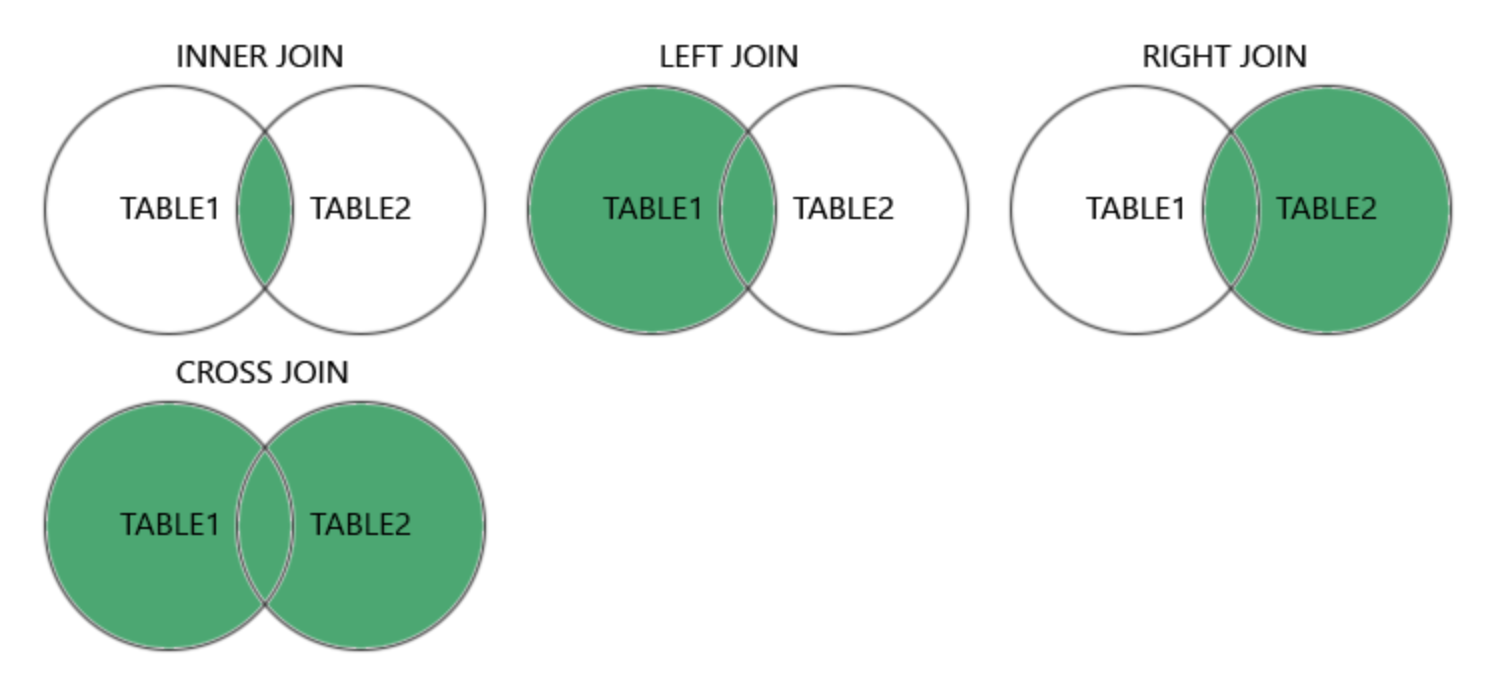 INNER JOIN
LEFT JOIN
RIGHT JOIN
TABLE1 TABLE2
TABLE1 TABLE2
TABLE1 TABLE2
CROSS JOIN
TABLE1 TABLE2